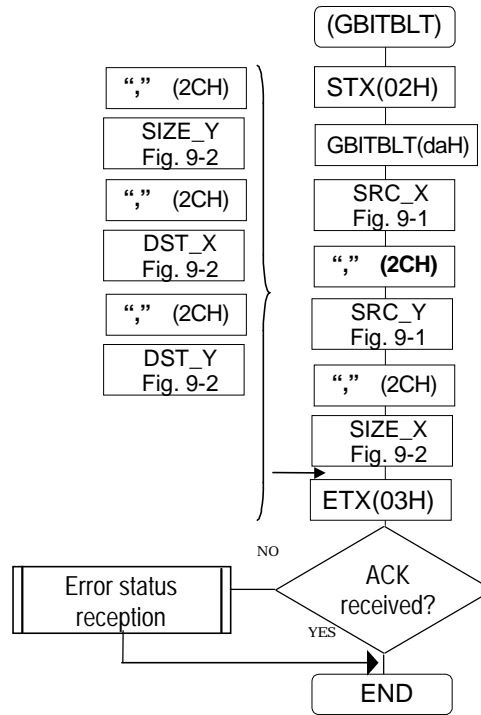 (GBITBLT)
STX(02H)
GBITBLT(daH)
SRC_X
Fig. 9-1
“,” (2CH)
SRC_Y
Fig. 9-1
“,” (2CH)
SIZE_X
Fig. 9-2
“,” (2CH)
SIZE_Y
Fig. 9-2
“,” (2CH)
DST_X
Fig. 9-2
“,” (2CH)
DST_Y
Fig. 9-2
ETX(03H)
NO
ACK
received?
Error status
reception
YES
END